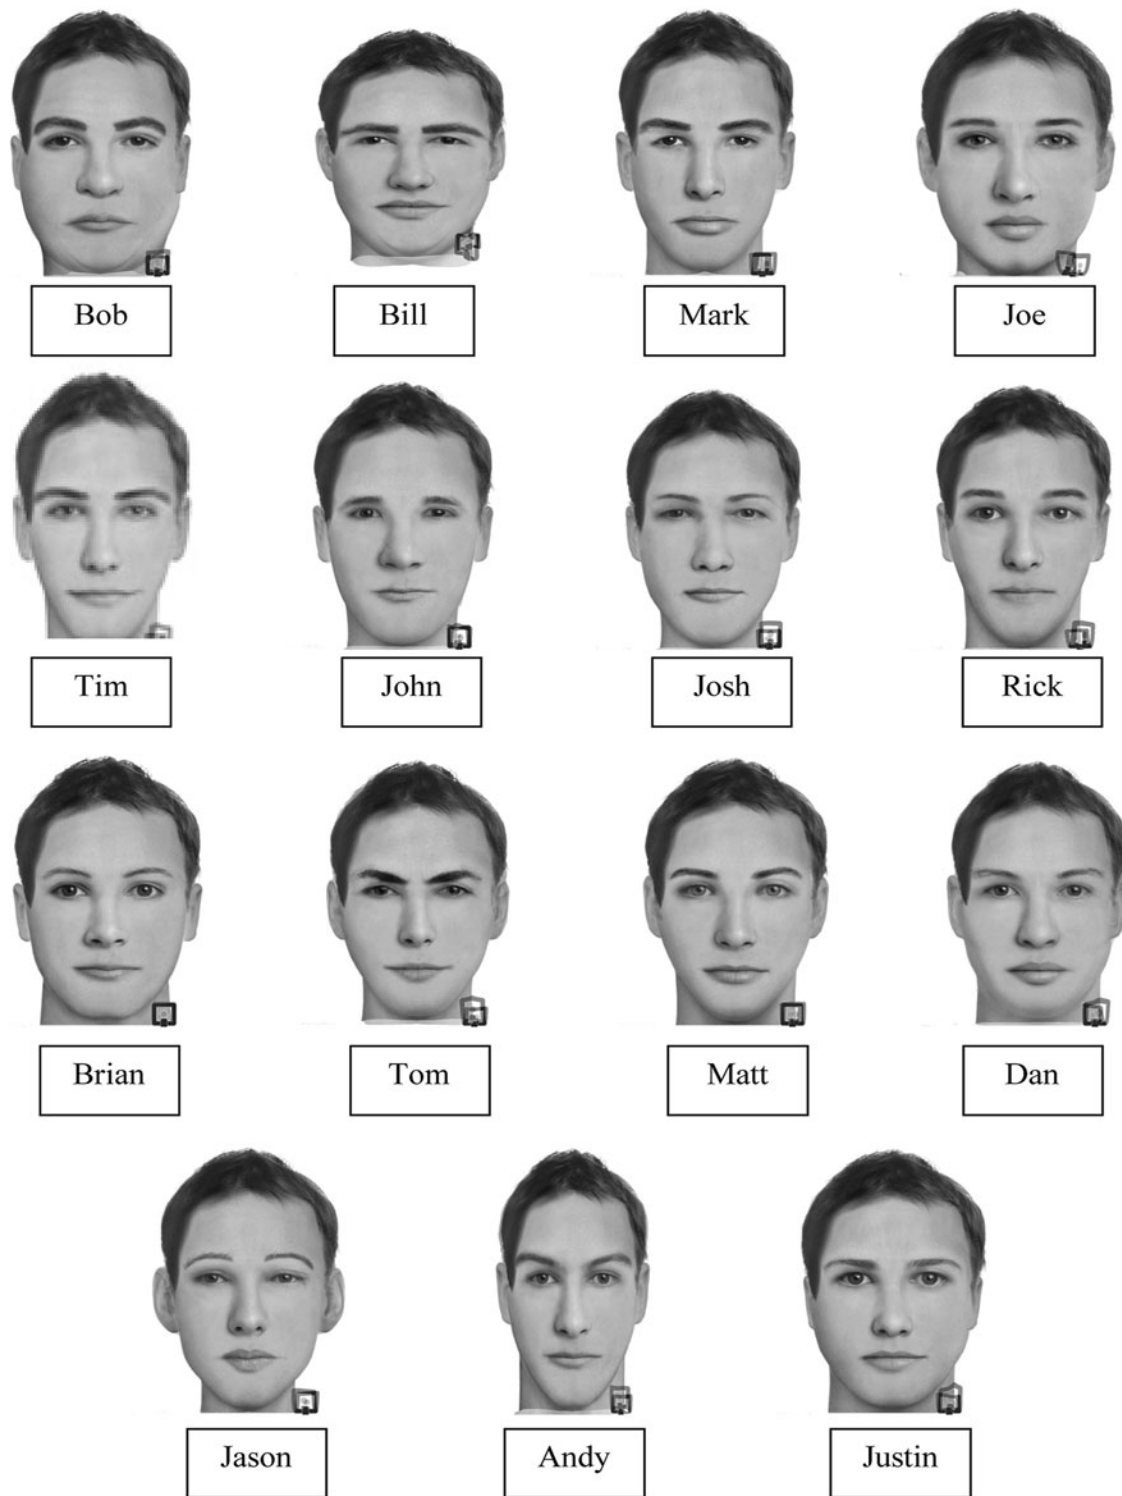 Bob
Bill
Mark
Joe
Tim
John
Josh
Rick
Brian
Tom
Matt
Dan
Jason
Andy
Justin